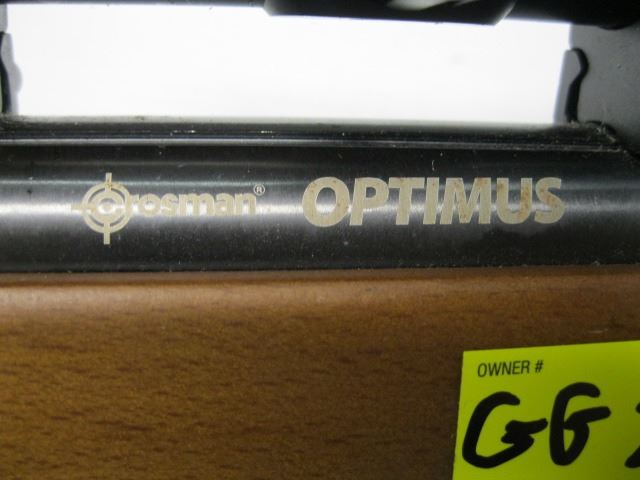 Crosman® OPTIMUS
OWNER #
GG